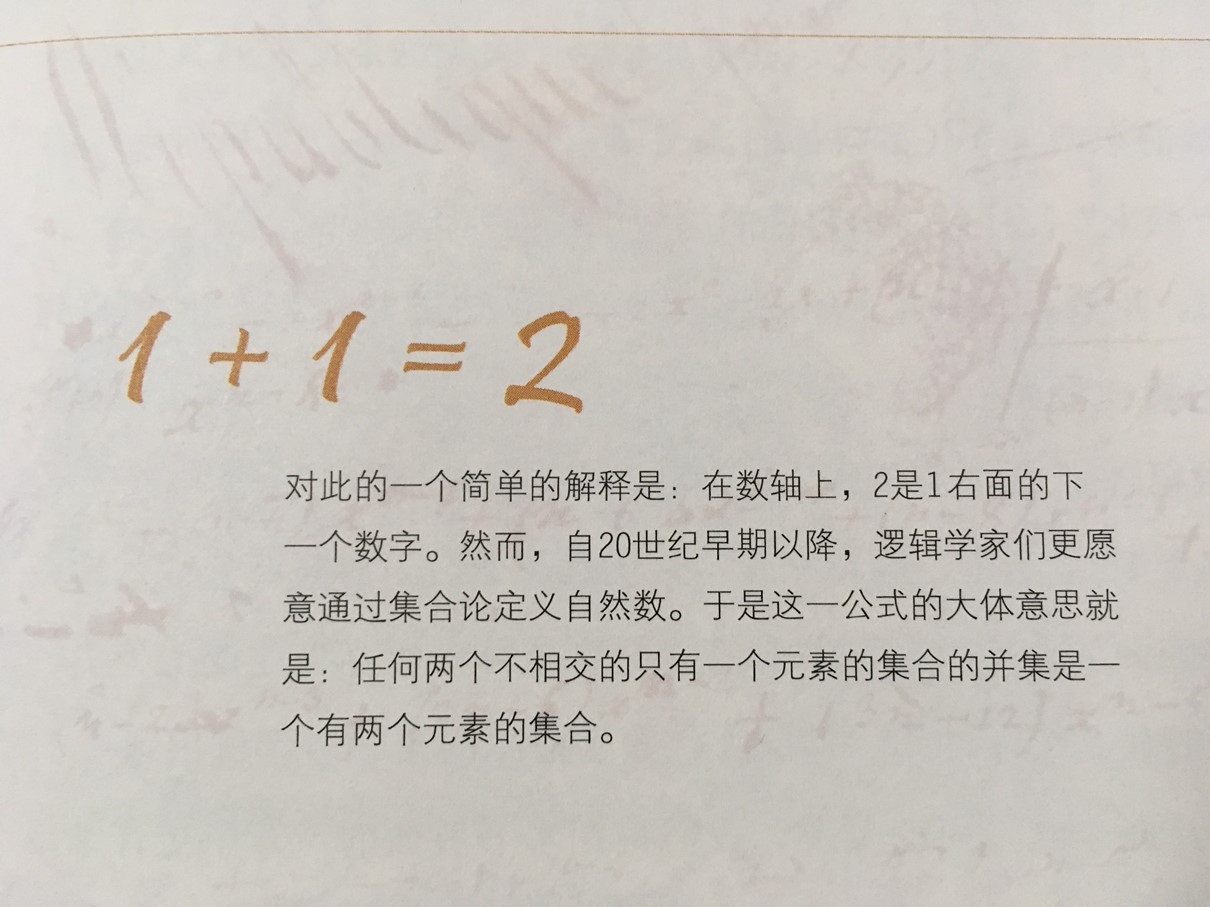 1 + 1 = 2
对此的一个简单的解释是：在数轴上，2是1右面的下
一个数字。然而，自20世纪早期以降，逻辑学家们更愿
意通过集合论定义自然数。于是这一公式的大体意思就
是：任何两个不相交的只有一个元素的集合的并集是一
个有两个元素的集合。